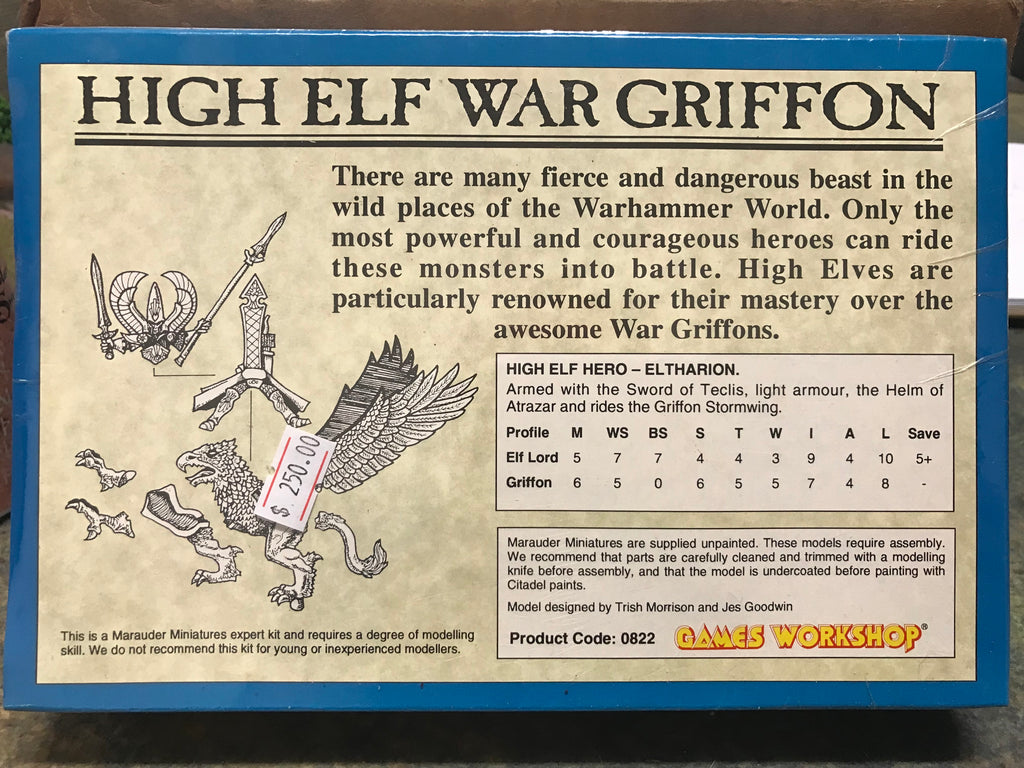 HIGH ELF WAR GRIFFON
There are many fierce and dangerous beast in the
wild places of the Warhammer World. Only the
most powerful and courageous heroes can ride
these monsters into battle. High Elves are
particularly renowned for their mastery over the
awesome War Griffons.
HIGH ELF HERO – ELTHARION.
Armed with the Sword of Teclis, light armour, the Helm of
Atrazar and rides the Griffon Stormwing.
Profile M WS BS S T W I A L Save
Elf Lord 5 7 7 4 4 3 9 4 10 5+
Griffon 6 5 0 6 5 5 7 4 8 -
$ 250.00
Marauder Miniatures are supplied unpainted. These models require assembly.
We recommend that parts are carefully cleaned and trimmed with a modelling
knife before assembly, and that the model is undercoated before painting with
Citadel paints.
Model designed by Trish Morrison and Jes Goodwin
Product Code: 0822 GAMES WORKSHOP®
This is a Marauder Miniatures expert kit and requires a degree of modelling
skill. We do not recommend this kit for young or inexperienced modellers.